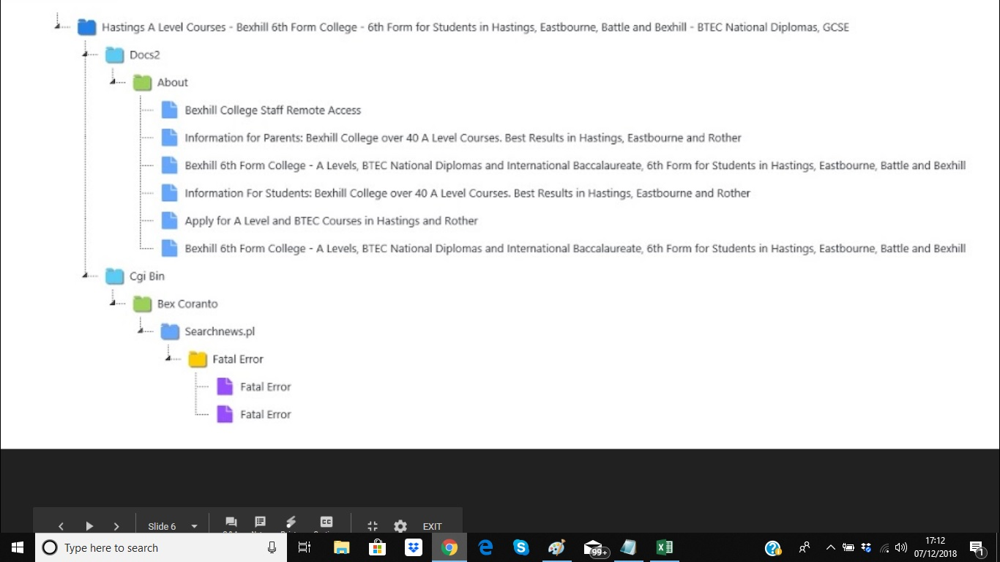 Hastings A Level Courses - Bexhill 6th Form College - 6th Form for Students in Hastings, Eastbourne, Battle and Bexhill - BTEC National Diplomas, GCSE
Docs2
About
Bexhill College Staff Remote Access
Information for Parents: Bexhill College over 40 A Level Courses. Best Results in Hastings, Eastbourne and Rother
Bexhill 6th Form College - A Levels, BTEC National Diplomas and International Baccalaureate, 6th Form for Students in Hastings, Eastbourne, Battle and Bexhill
Information For Students: Bexhill College over 40 A Level Courses. Best Results in Hastings, Eastbourne and Rother
Apply for A Level and BTEC Courses in Hastings and Rother
Bexhill 6th Form College - A Levels, BTEC National Diplomas and International Baccalaureate, 6th Form for Students in Hastings, Eastbourne, Battle and Bexhill
Cgi Bin
Bex Coranto
Searchnews.pl
Fatal Error
Fatal Error
Fatal Error
Slide 6 CC EXIT
Type here to search 99+ 17:12
07/12/2018 1